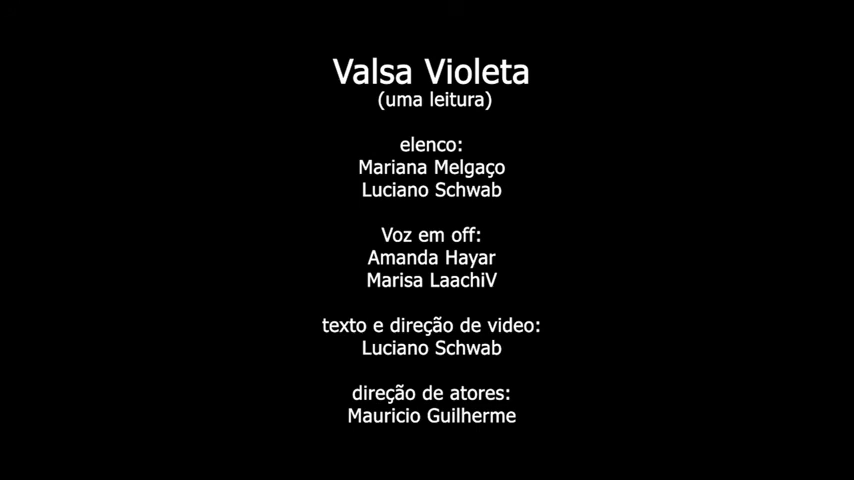 Valsa Violeta
(uma leitura)
elenco:
Mariana Melgaço
Luciano Schwab
Voz em off:
Amanda Hayar
Marisa LaachiV
texto e direção de video:
Luciano Schwab
direção de atores:
Mauricio Guilherme